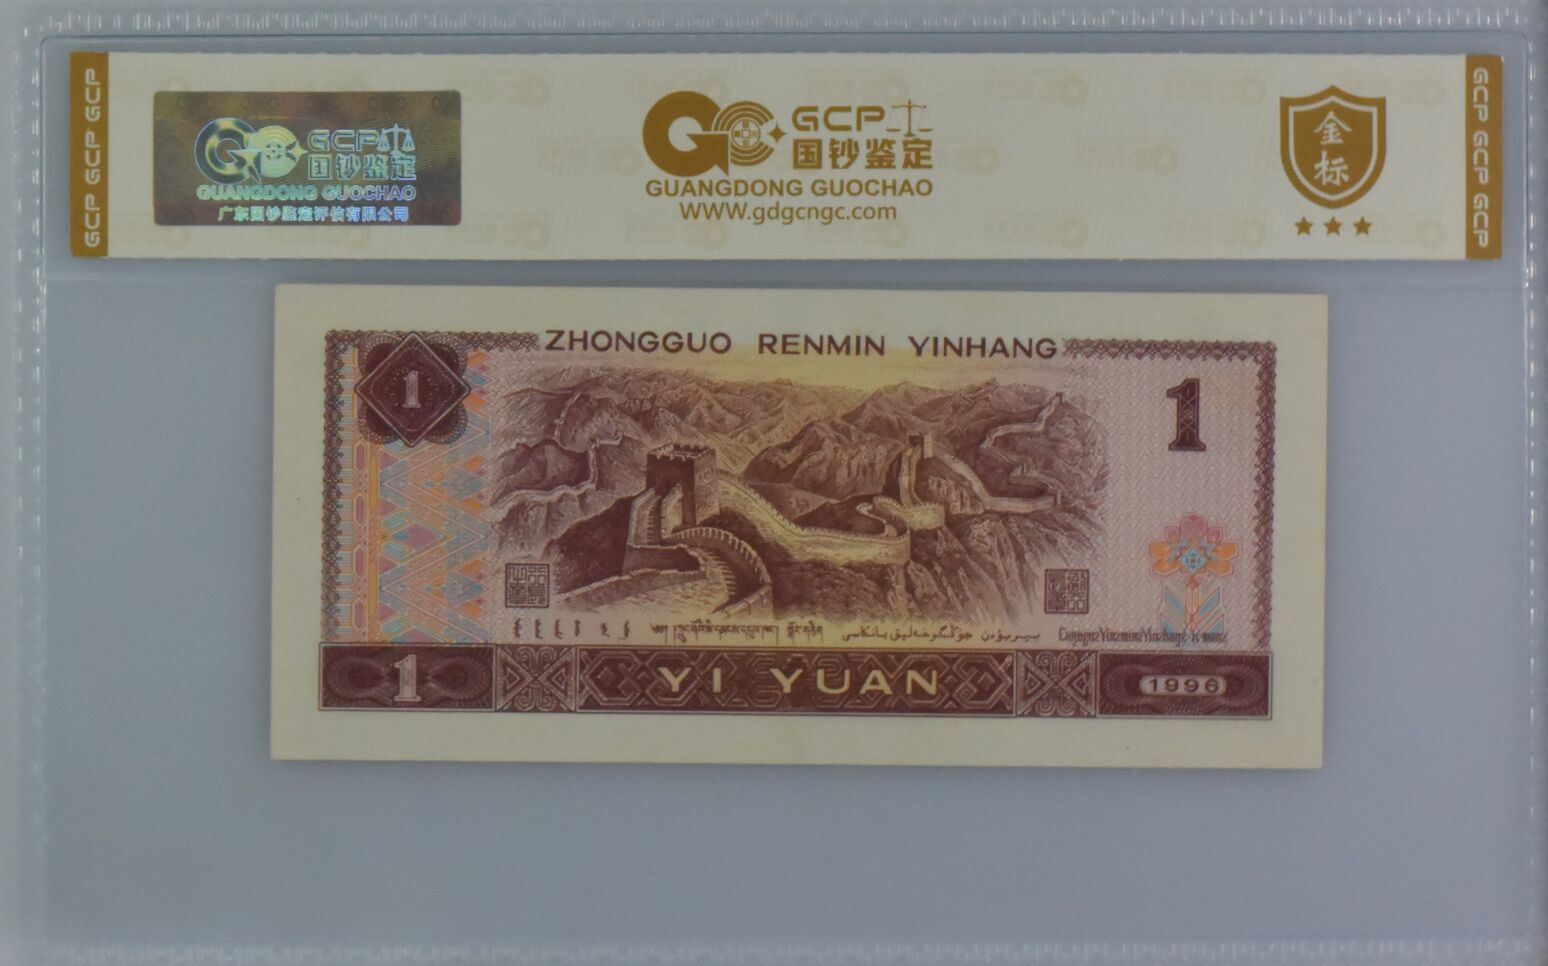 GCP GCP GCP
GCP
国钞鉴定
GUANGDONG GUOCHAO
广东国钞鉴定评估有限公司
GCP
国钞鉴定
GUANGDONG GUOCHAO
WWW.gdgcngc.com
金标
GCP GCP GCP
ZHONGGUO RENMIN YINHANG
1
1
1
YI YUAN
1996